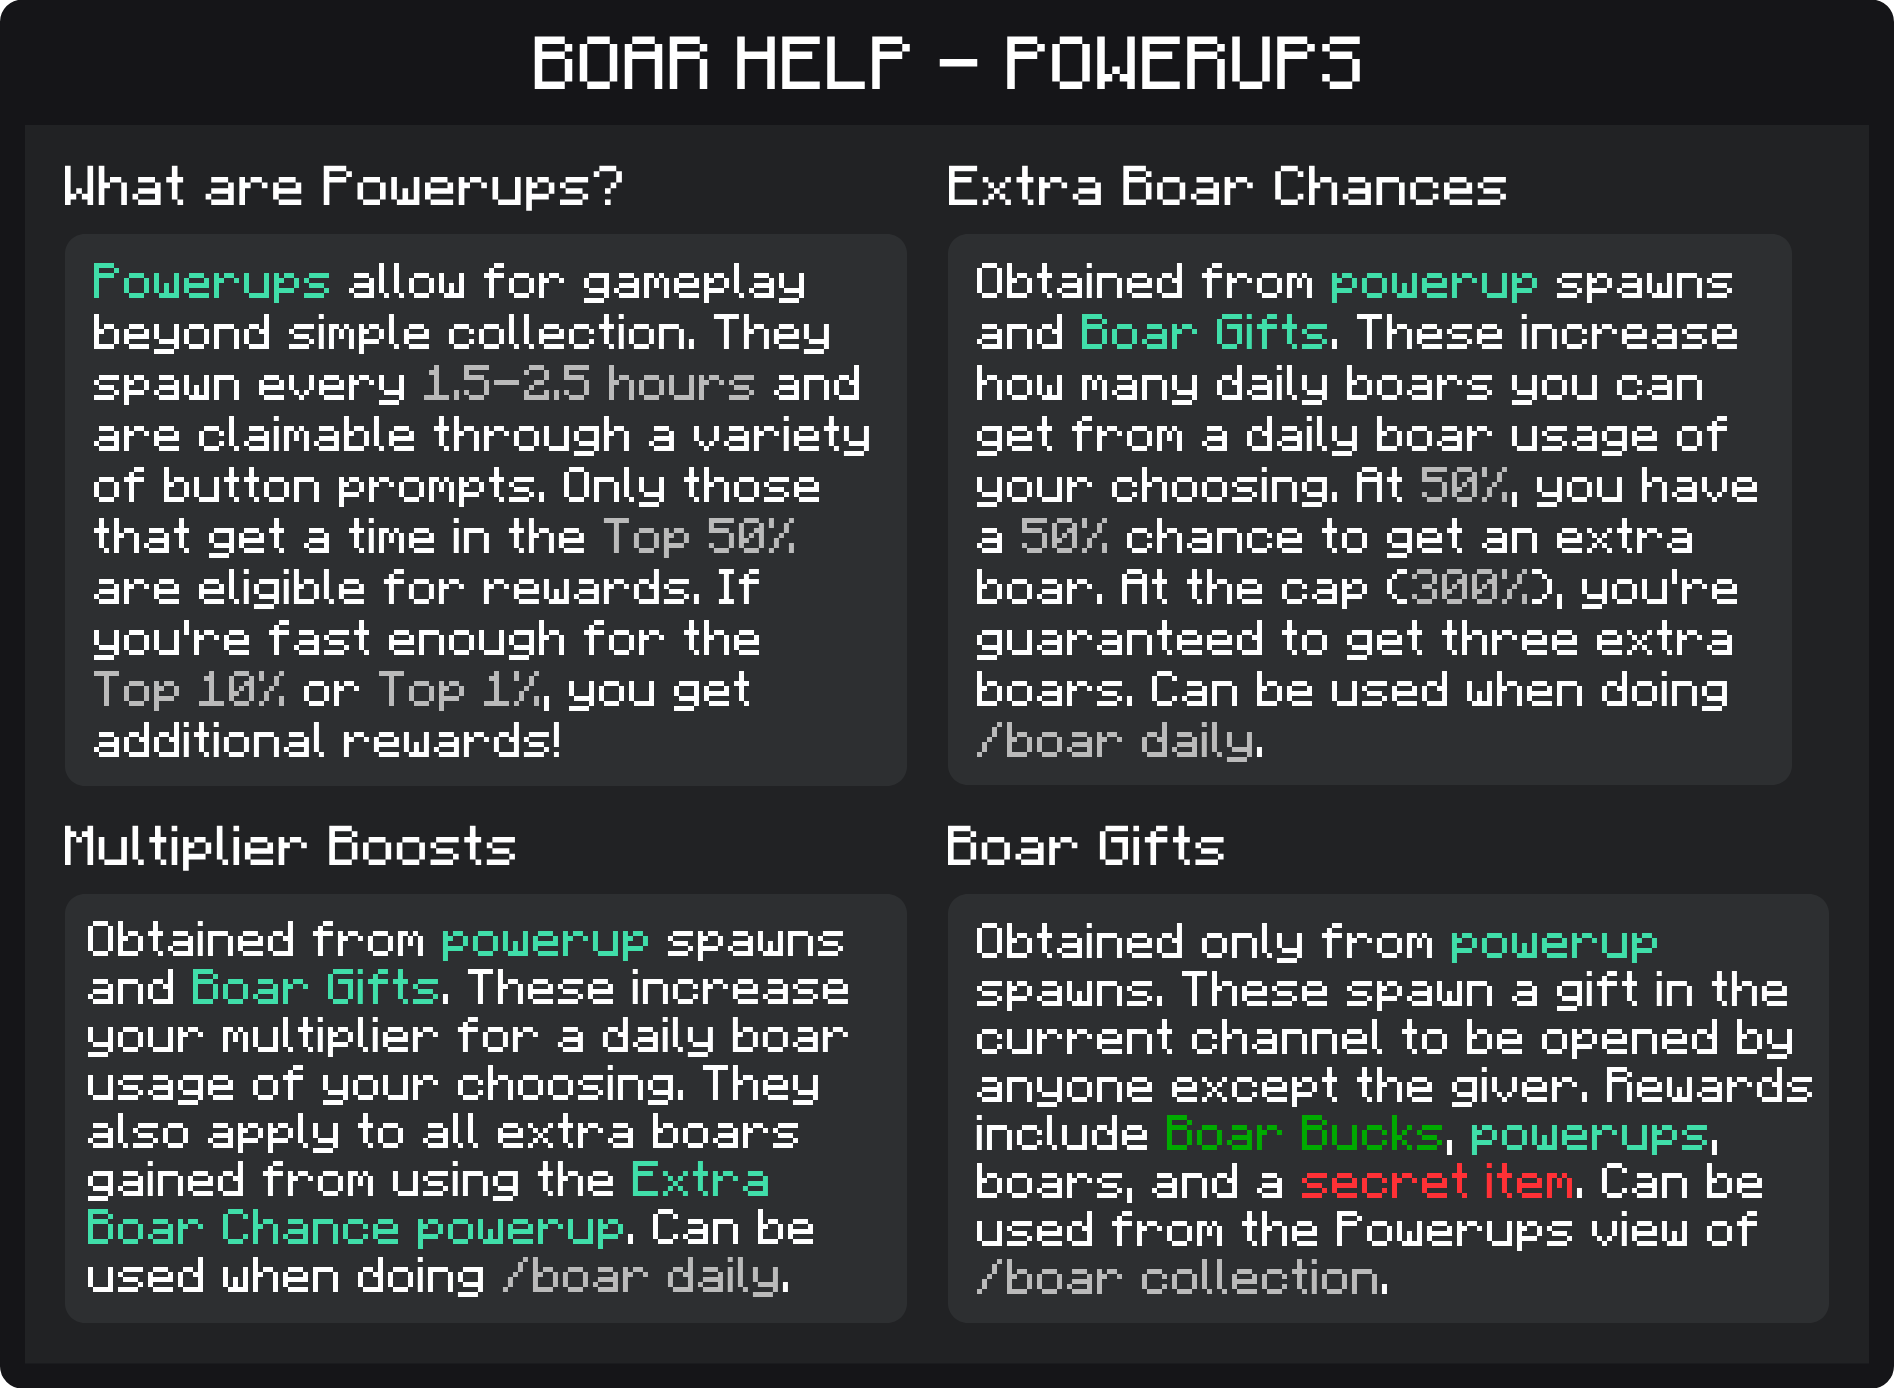 BOAR HELP - POWERUPS
What are Powerups?
Powerups allow for gameplay
beyond simple collection. They
spawn every 1.5-2.5 hours and
are claimable through a variety
of button prompts. Only those
that get a time in the Top 50%
are eligible for rewards. If
you're fast enough for the
Top 10% or Top 1%, you get
additional rewards!
Extra Boar Chances
Obtained from powerup spawns
and Boar Gifts. These increase
how many daily boars you can
get from a daily boar usage of
your choosing. At 50%, you have
a 50% chance to get an extra
boar. At the cap (300%), you're
guaranteed to get three extra
boars. Can be used when doing
/boar daily.
Multiplier Boosts
Obtained from powerup spawns
and Boar Gifts. These increase
your multiplier for a daily boar
usage of your choosing. They
also apply to all extra boars
gained from using the Extra
Boar Chance powerup. Can be
used when doing /boar daily.
Boar Gifts
Obtained only from powerup
spawns. These spawn a gift in the
current channel to be opened by
anyone except the giver. Rewards
include Boar Bucks, powerups,
boars, and a secret item. Can be
used from the Powerups view of
/boar collection.